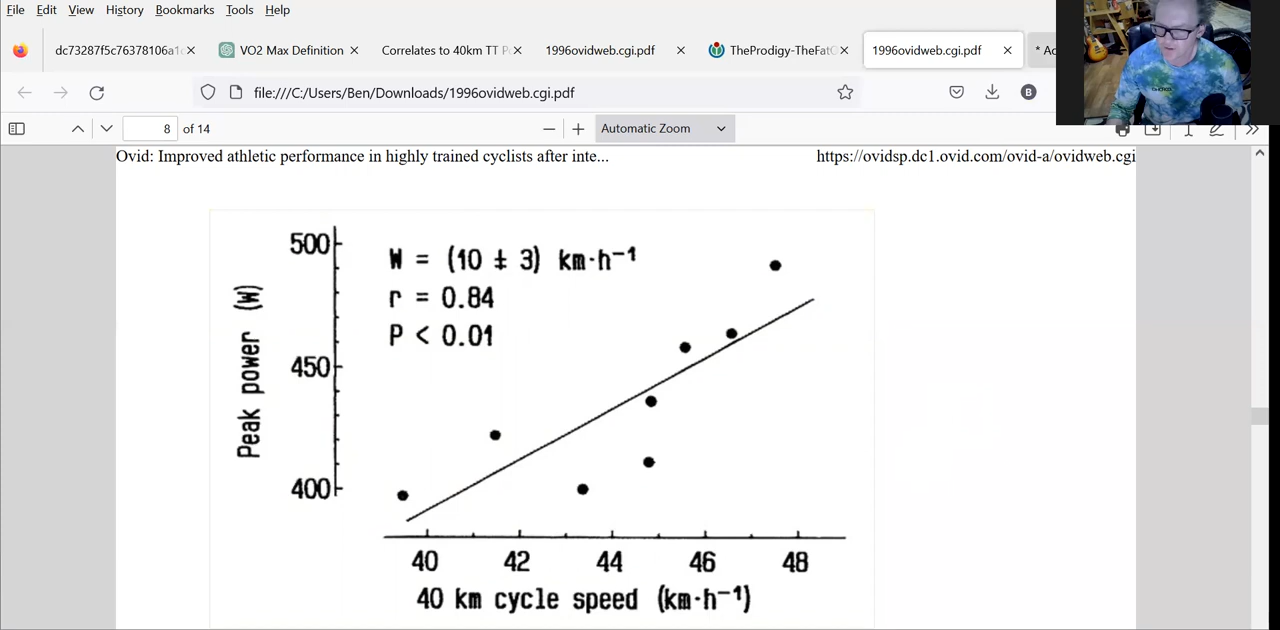 File Edit View History Bookmarks Tools Help
dc73287f5c76378106a1 VO2 Max Definition Correlates to 40km TT P 1996ovidweb.cgi.pdf TheProdigy-TheFat 1996ovidweb.cgi.pdf
file:///C:/Users/Ben/Downloads/1996ovidweb.cgi.pdf B
8 of 14 Automatic Zoom
Ovid: Improved athletic performance in highly trained cyclists after inte... https://ovidsp.dc1.ovid.com/ovid-a/ovidweb.cgi
500
W = (10 ± 3) km·h⁻¹
r = 0.84
P < 0.01
450
400
Peak power (W)
40 42 44 46 48
40 km cycle speed (km·h⁻¹)